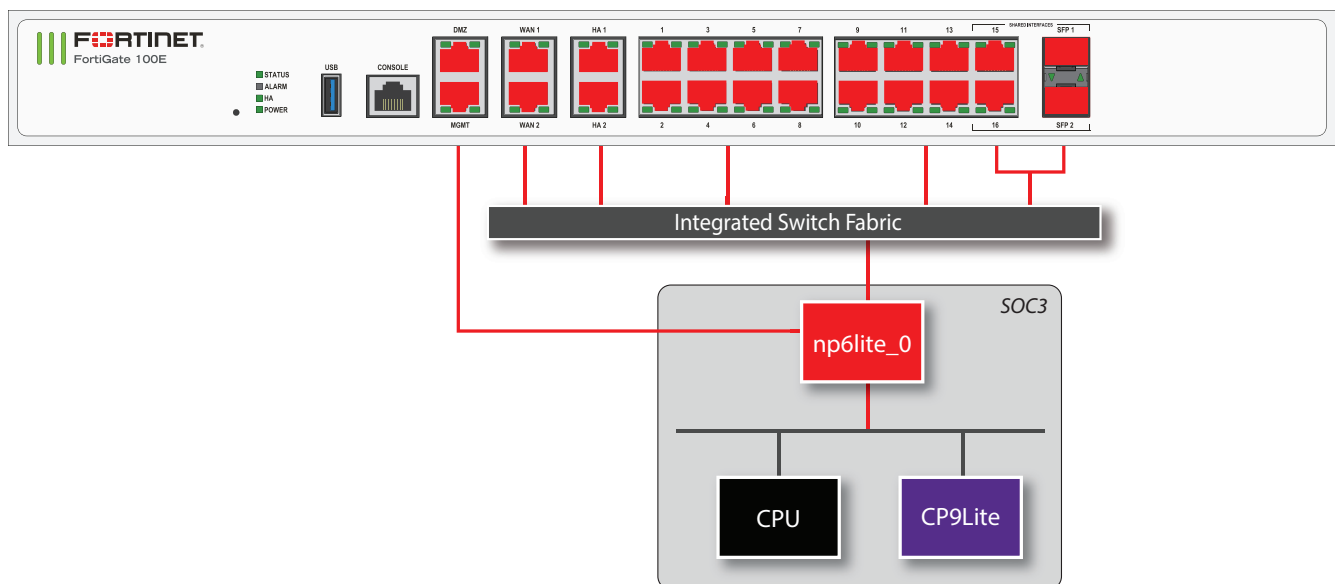 SHARED INTERFACES
DMZ WAN 1 HA 1 1 3 5 7 9 11 13 15 SFP 1
FORTINET
FortiGate 100E
USB CONSOLE
STATUS
ALARM
HA
POWER
MGMT WAN 2 HA 2 2 4 6 8 10 12 14 16 SFP 2
Integrated Switch Fabric
SOC3
np6lite_0
CPU CP9Lite